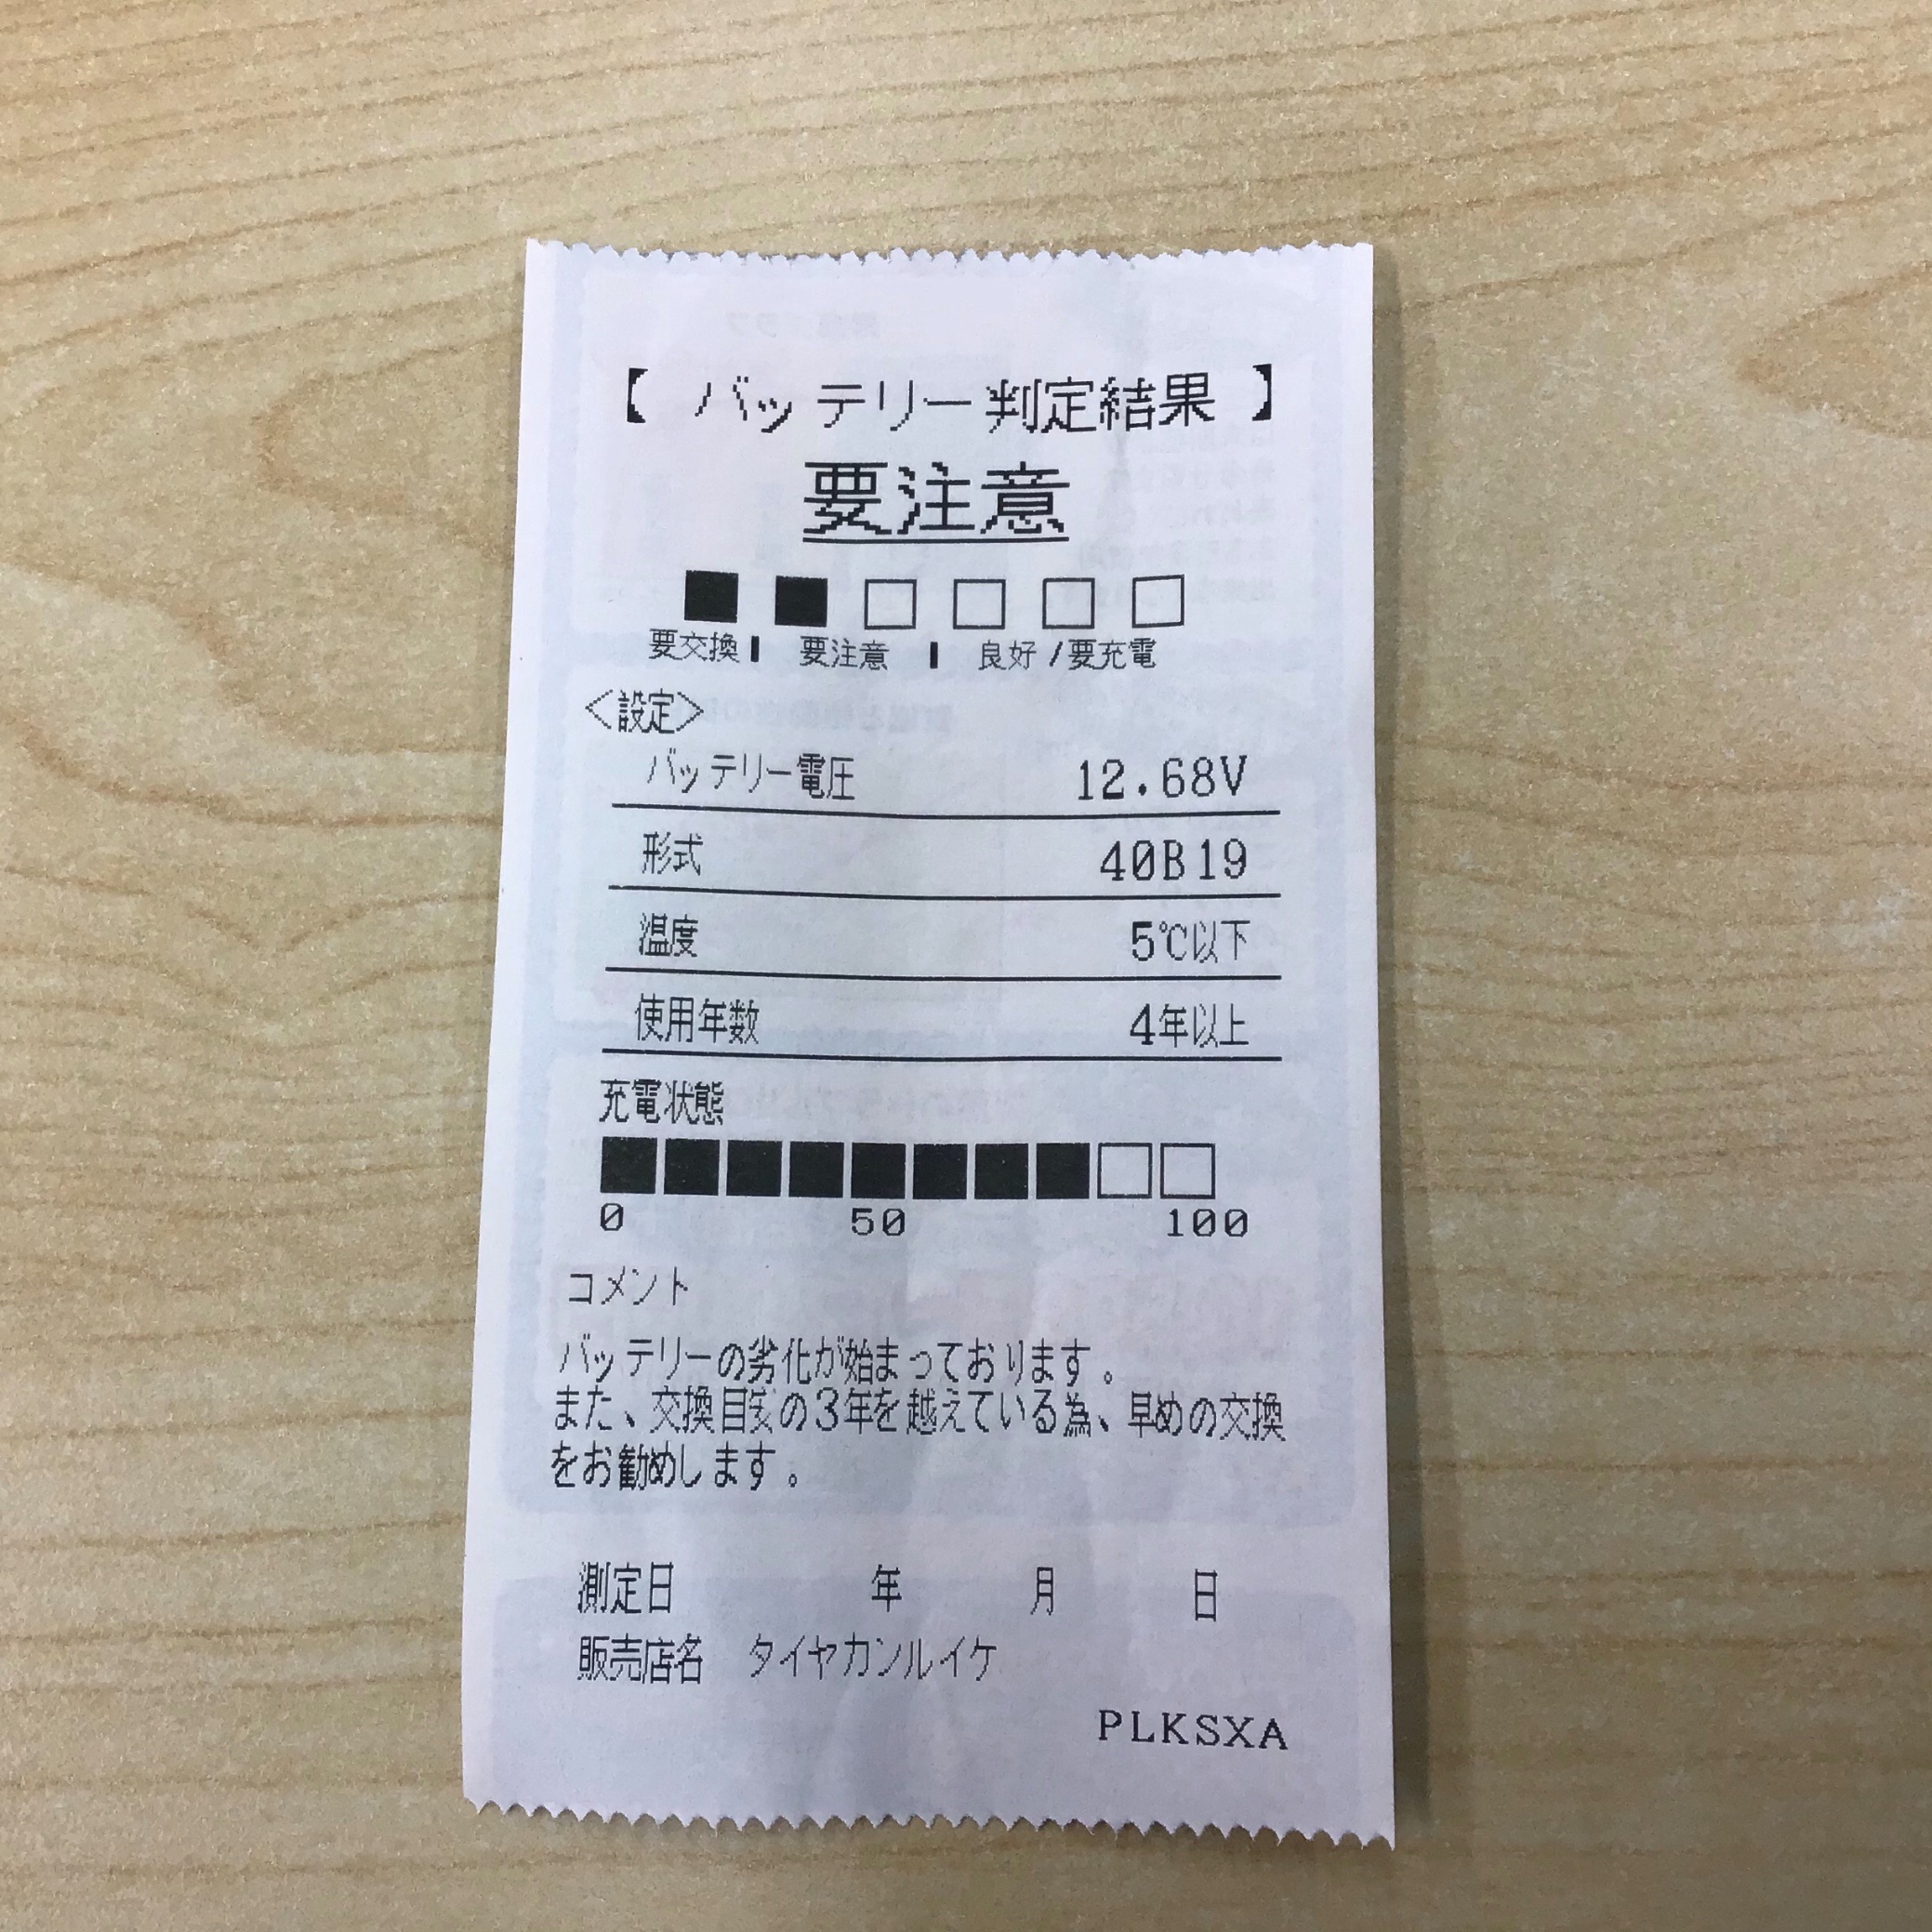 【 バッテリー判定結果 】
要注意
要交換 | 要注意 | 良好 /要充電
<設定>
バッテリー電圧 12.68V
形式 40B19
温度 5℃以下
使用年数 4年以上
充電状態
0 50 100
コメント
バッテリーの劣化が始まっております。
また、交換目安の3年を越えている為、早めの交換
をお勧めします。
測定日 年 月 日
販売店名 タイヤカンルイケ
PLKSXA